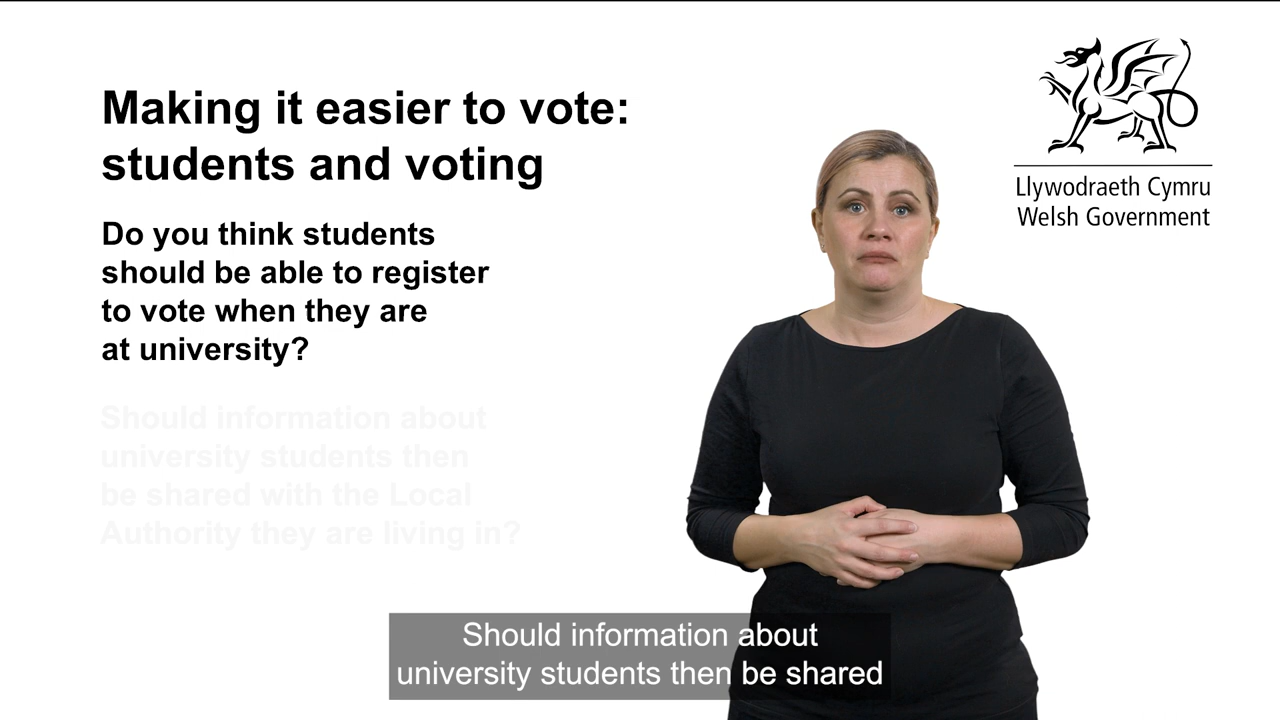 Making it easier to vote:
students and voting
Do you think students
should be able to register
to vote when they are
at university?
Should information about
university students then
be shared with the Local
Authority they are living in?
Llywodraeth Cymru
Welsh Government
Should information about
university students then be shared